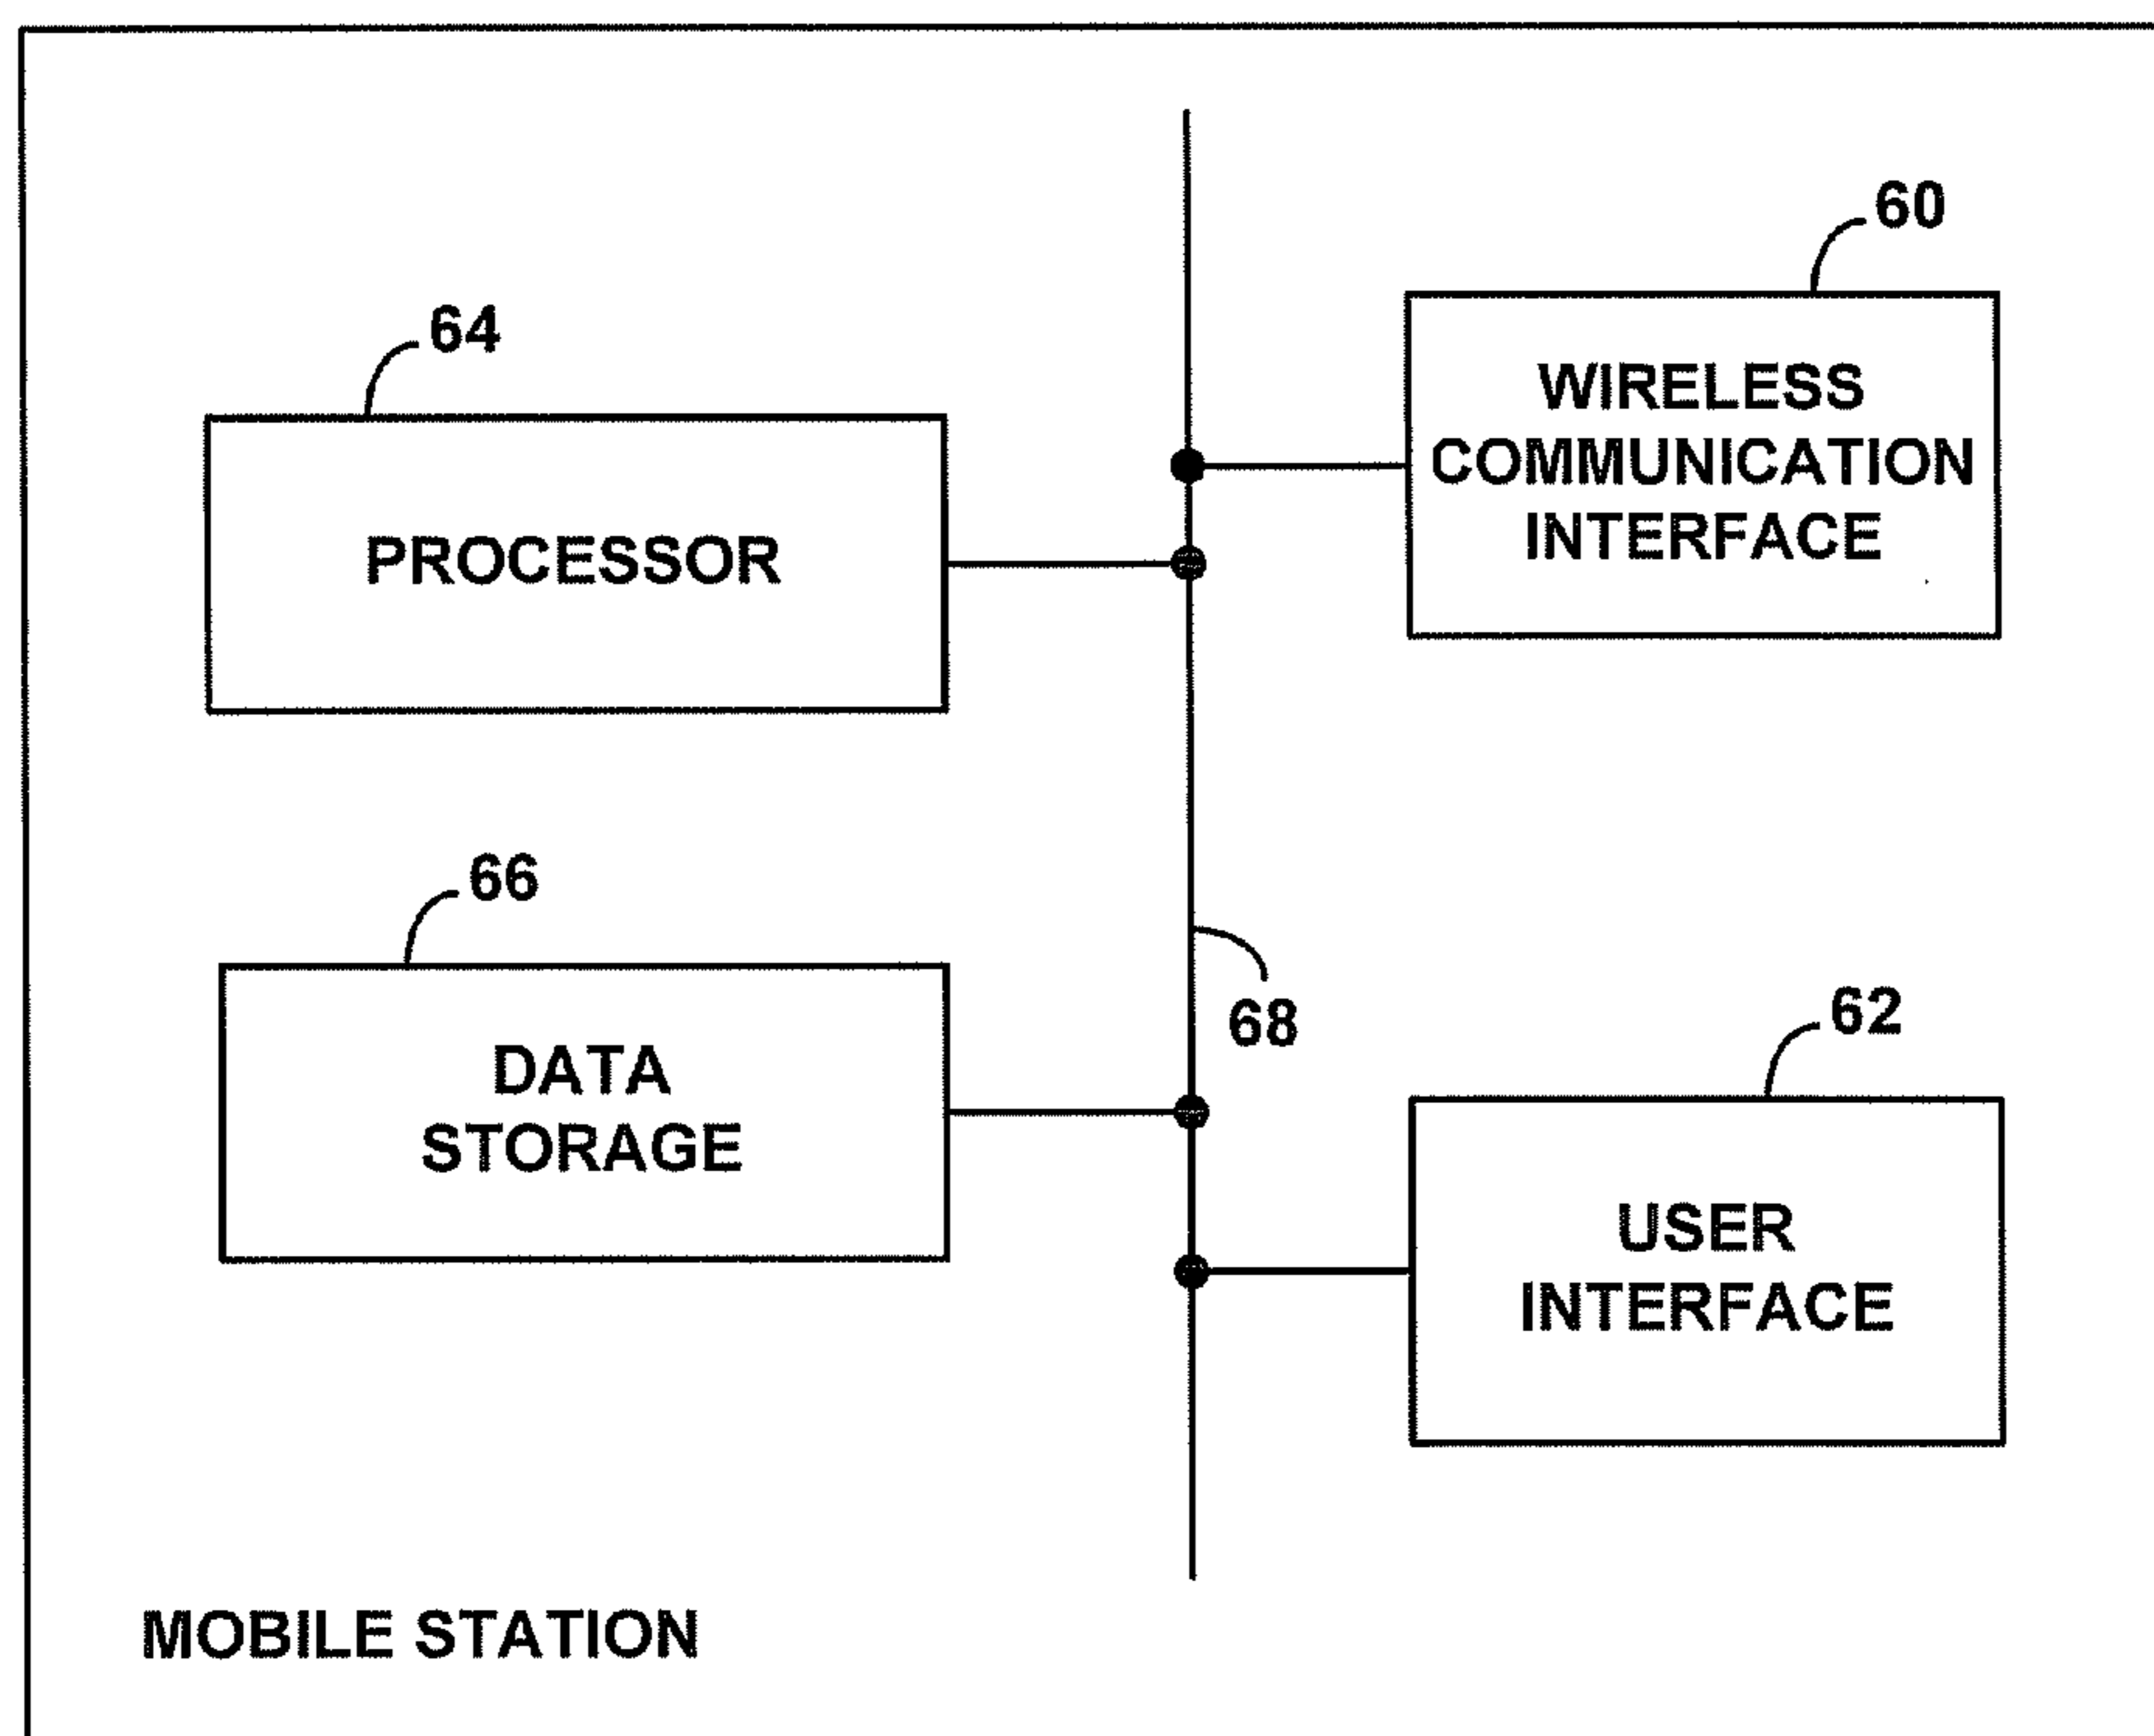 60
64
WIRELESS
COMMUNICATION
INTERFACE
PROCESSOR
66
68
62
DATA
STORAGE
USER
INTERFACE
MOBILE STATION